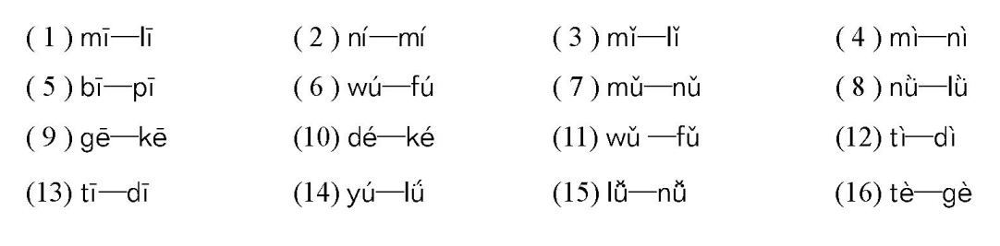 ( 1 ) mī—lī ( 2 ) ní—mí ( 3 ) mǐ—lǐ ( 4 ) mì—nì
( 5 ) bī—pī ( 6 ) wú—fú ( 7 ) mǔ—nǔ ( 8 ) nǜ—lǜ
( 9 ) gē—kē (10) dé—ké (11) wǔ —fǔ (12) tì—dì
(13) tī—dī (14) yú—lǘ (15) lǚ—nǚ (16) tè—gè